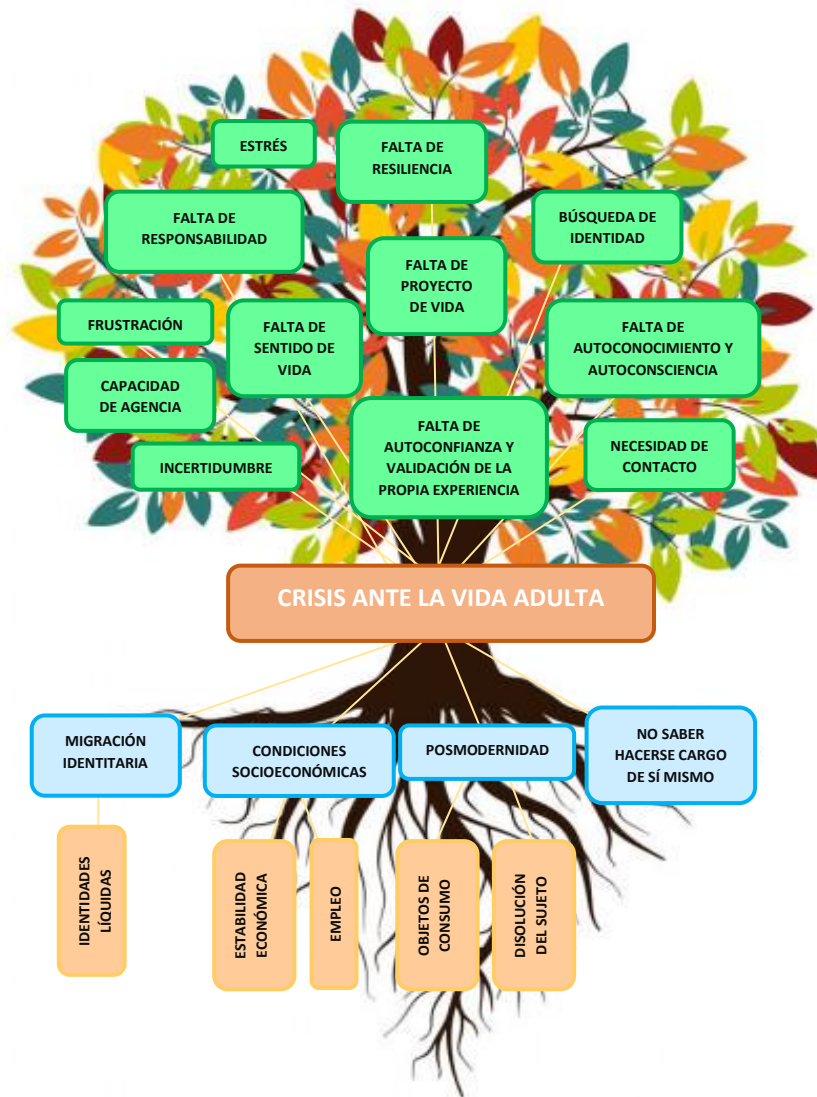 ESTRÉS
FALTA DE
RESILIENCIA
FALTA DE
RESPONSABILIDAD
BÚSQUEDA DE
IDENTIDAD
FALTA DE
PROYECTO
DE VIDA
FRUSTRACIÓN
FALTA DE
SENTIDO DE
VIDA
FALTA DE
AUTOCONOCIMIENTO Y
AUTOCONSCIENCIA
CAPACIDAD
DE AGENCIA
FALTA DE
AUTOCONFIANZA Y
VALIDACIÓN DE LA
PROPIA EXPERIENCIA
INCERTIDUMBRE
NECESIDAD DE
CONTACTO
CRISIS ANTE LA VIDA ADULTA
MIGRACIÓN
IDENTITARIA
CONDICIONES
SOCIOECONÓMICAS
POSMODERNIDAD
NO SABER
HACERSE CARGO
DE SÍ MISMO
IDENTIDADES
LÍQUIDAS
ESTABILIDAD
ECONÓMICA
EMPLEO
OBJETOS DE
CONSUMO
DISOLUCIÓN
DEL SUJETO